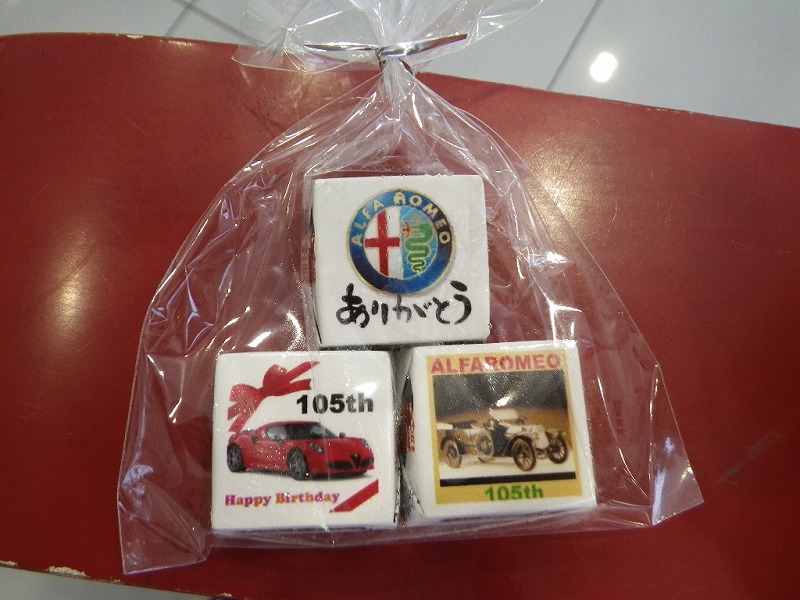 ALFA ROMEO
ありがとう
105th
Happy Birthday
ALFAROMEO
105th